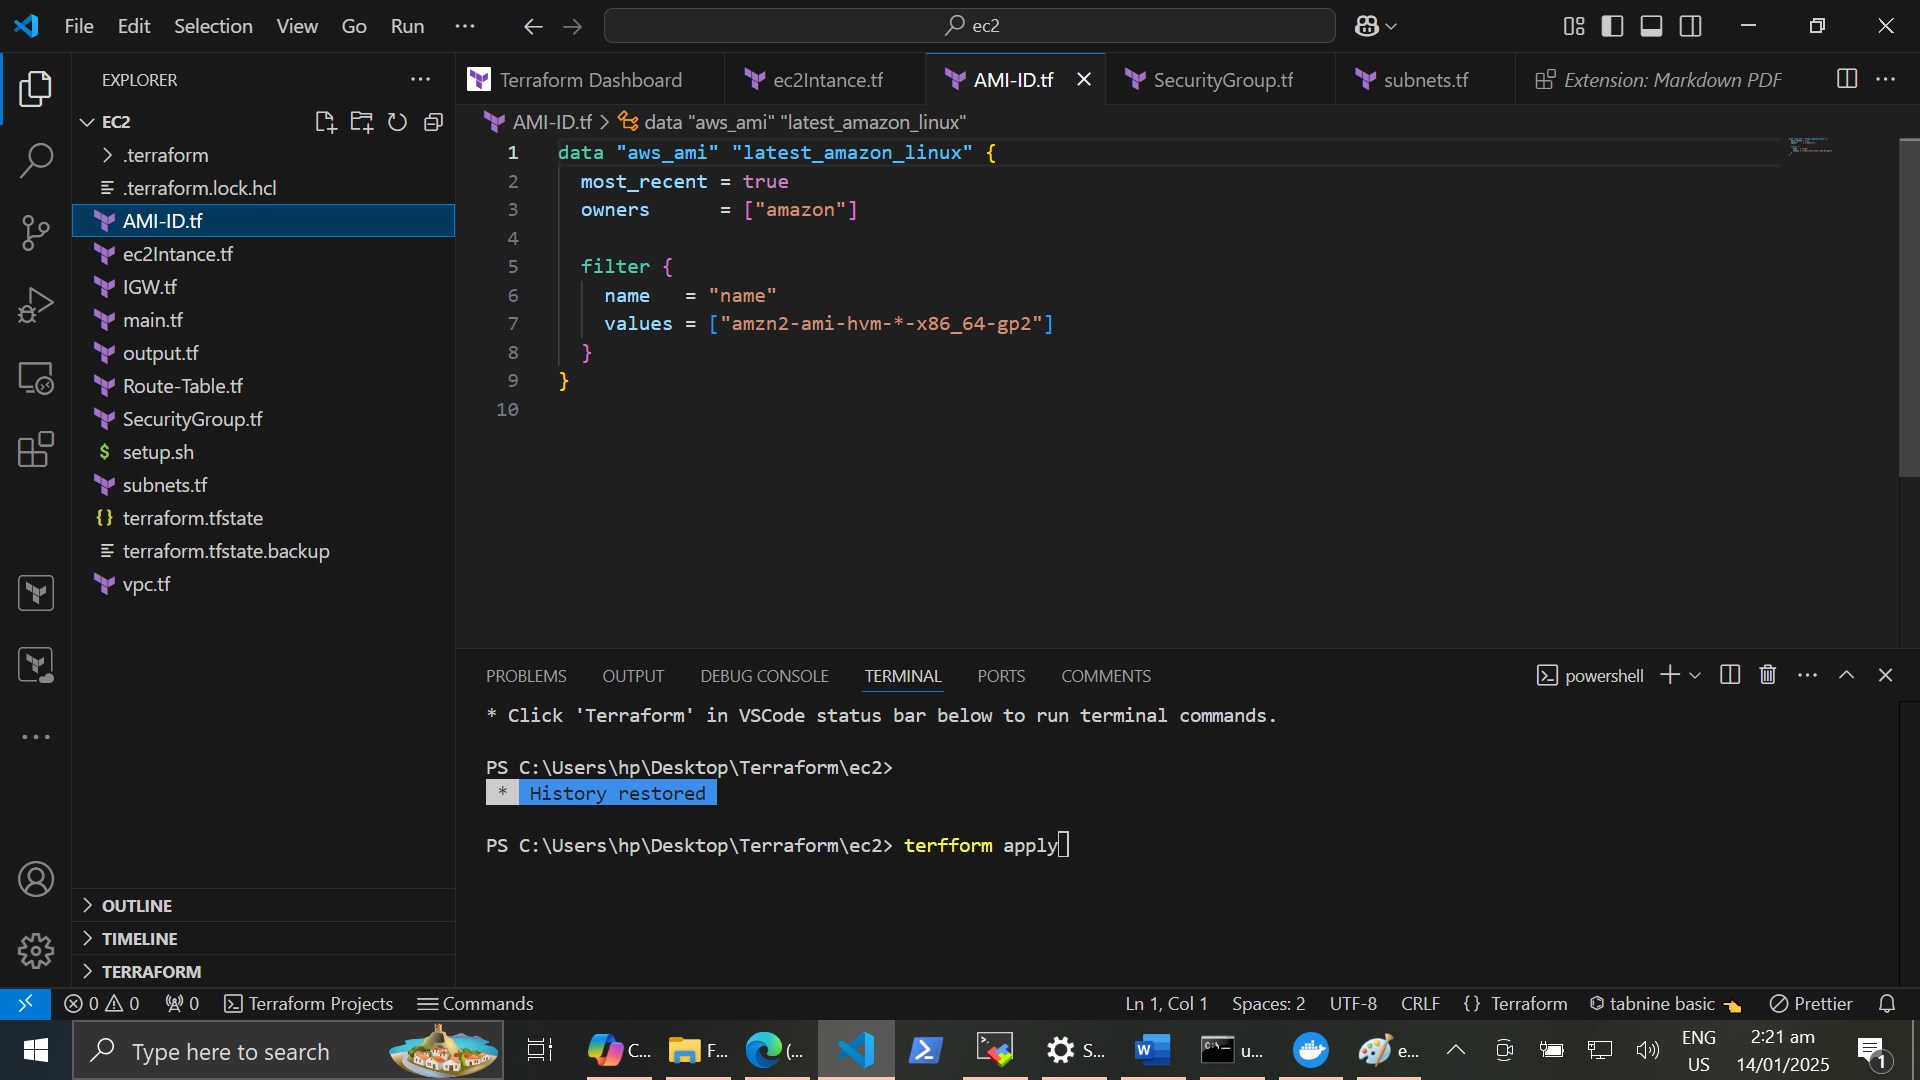 File Edit Selection View Go Run ec2
EXPLORER
EC2
.terraform
.terraform.lock.hcl
AMI-ID.tf
ec2Intance.tf
IGW.tf
main.tf
output.tf
Route-Table.tf
SecurityGroup.tf
$ setup.sh
subnets.tf
{} terraform.tfstate
terraform.tfstate.backup
vpc.tf
OUTLINE
TIMELINE
TERRAFORM
Terraform Dashboard ec2Intance.tf AMI-ID.tf SecurityGroup.tf subnets.tf Extension: Markdown PDF
AMI-ID.tf > data "aws_ami" "latest_amazon_linux"
1 data "aws_ami" "latest_amazon_linux" {
2 most_recent = true
3 owners = ["amazon"]
4
5 filter {
6 name = "name"
7 values = ["amzn2-ami-hvm-*-x86_64-gp2"]
8 }
9 }
10
PROBLEMS OUTPUT DEBUG CONSOLE TERMINAL PORTS COMMENTS powershell
* Click 'Terraform' in VSCode status bar below to run terminal commands.
PS C:\Users\hp\Desktop\Terraform\ec2>
* History restored
PS C:\Users\hp\Desktop\Terraform\ec2> terfform apply
0 0 0 Terraform Projects Commands Ln 1, Col 1 Spaces: 2 UTF-8 CRLF {} Terraform tabnine basic Prettier
Type here to search C... F... (... S... u... e... ENG US 2:21 am 14/01/2025 1